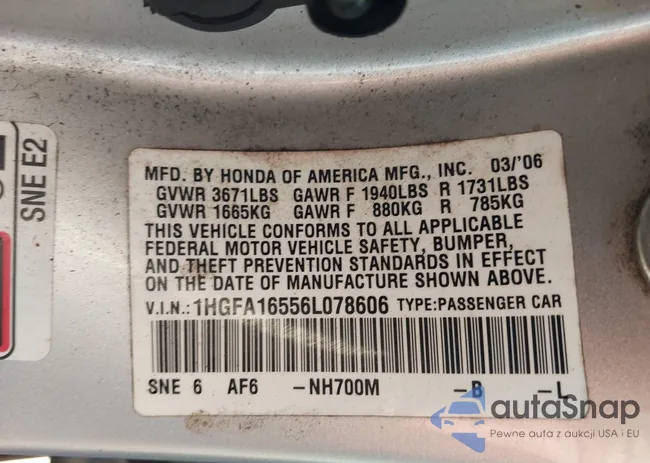 SNE E2
MFD. BY HONDA OF AMERICA MFG., INC. 03/'06
GVWR 3671LBS GAWR F 1940LBS R 1731LBS
GVWR 1665KG GAWR F 880KG R 785KG
THIS VEHICLE CONFORMS TO ALL APPLICABLE
FEDERAL MOTOR VEHICLE SAFETY, BUMPER,
AND THEFT PREVENTION STANDARDS IN EFFECT
ON THE DATE OF MANUFACTURE SHOWN ABOVE.
V.I.N.: 1HGFA16556L078606 TYPE: PASSENGER CAR
SNE 6 AF6 -NH700M -B -L
autaSnap
Pewne auta z aukcji USA i EU